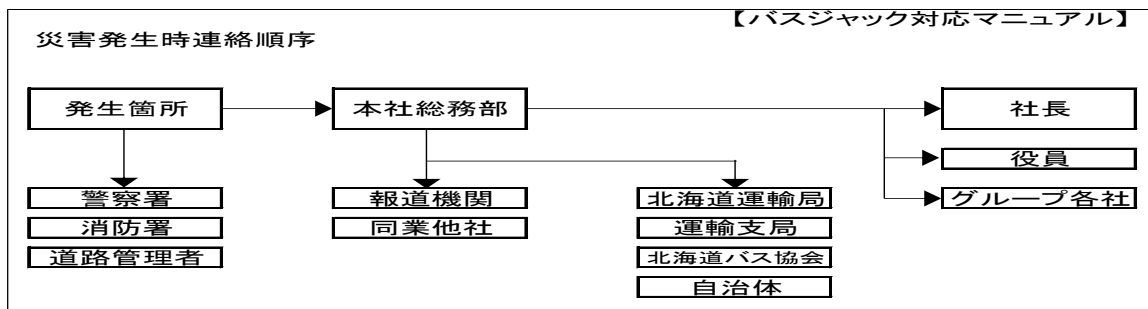 【バスジャック対応マニュアル】
災害発生時連絡順序
発生箇所
本社総務部
社長
役員
グループ各社
警察署
消防署
道路管理者
報道機関
同業他社
北海道運輸局
運輸支局
北海道バス協会
自治体